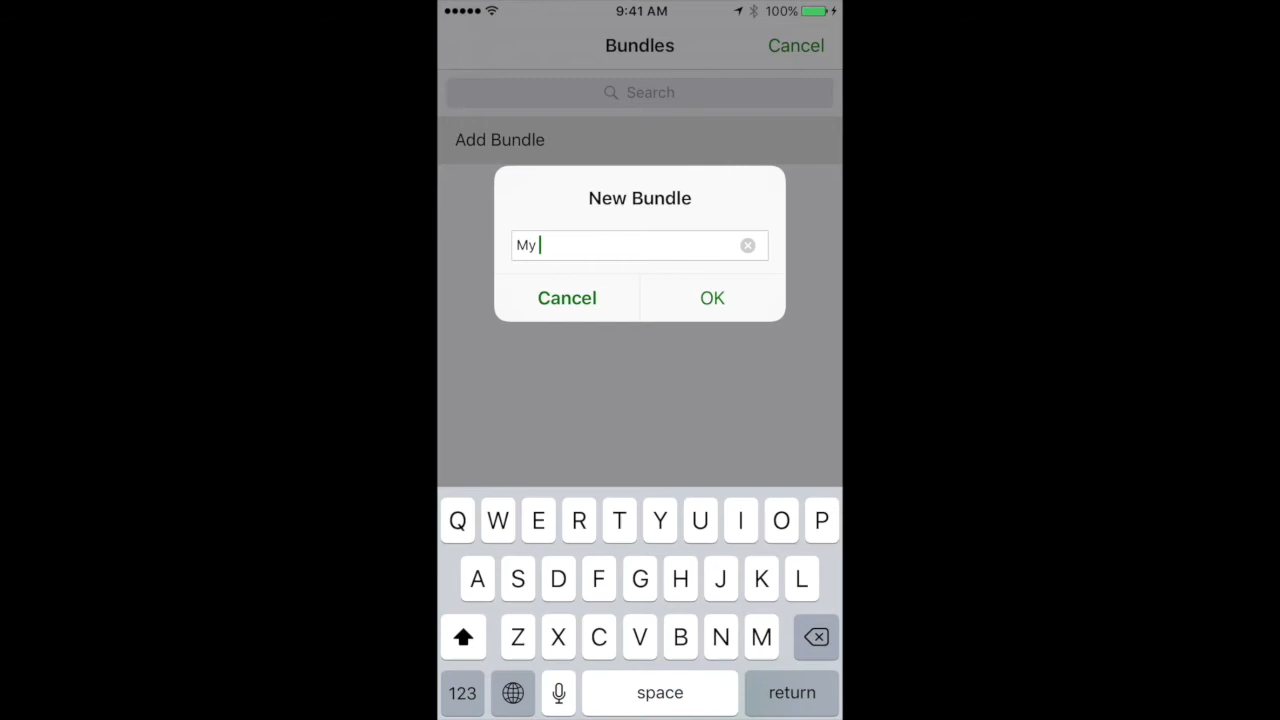 9:41 AM 100%
Bundles Cancel
Search
Add Bundle
New Bundle
My
Cancel OK
Q W E R T Y U I O P
A S D F G H J K L
Z X C V B N M
123 space return